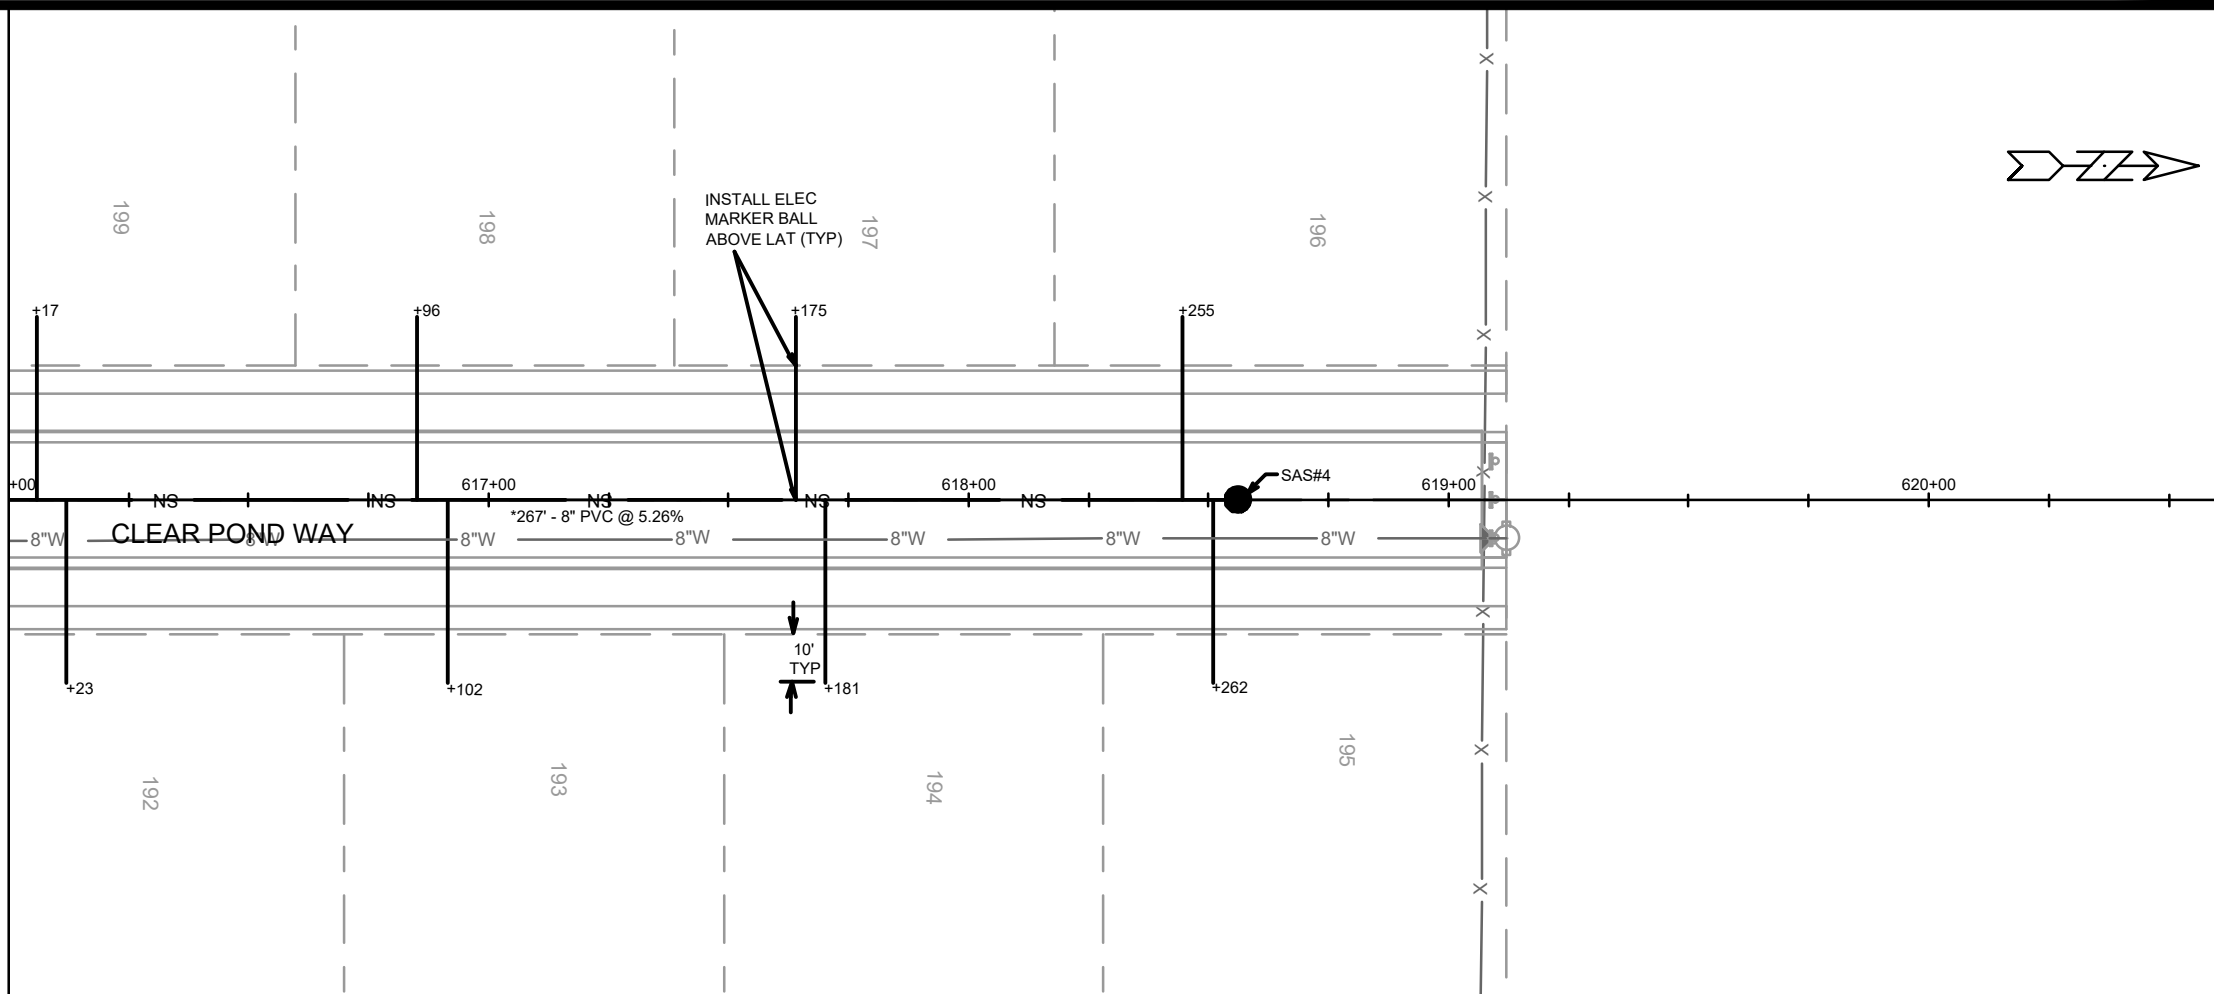 199
198
197
196
INSTALL ELEC
MARKER BALL
ABOVE LAT (TYP)
+17
+96
+175
+255
+00
617+00
618+00
619+00
620+00
SAS#4
NS
NS
NS
NS
NS
*267' - 8" PVC @ 5.26%
CLEAR POND WAY
8"W
8"W
8"W
8"W
8"W
8"W
8"W
10'
TYP
+23
+102
+181
+262
192
193
194
195
X
X
X
X
X
X
X
N